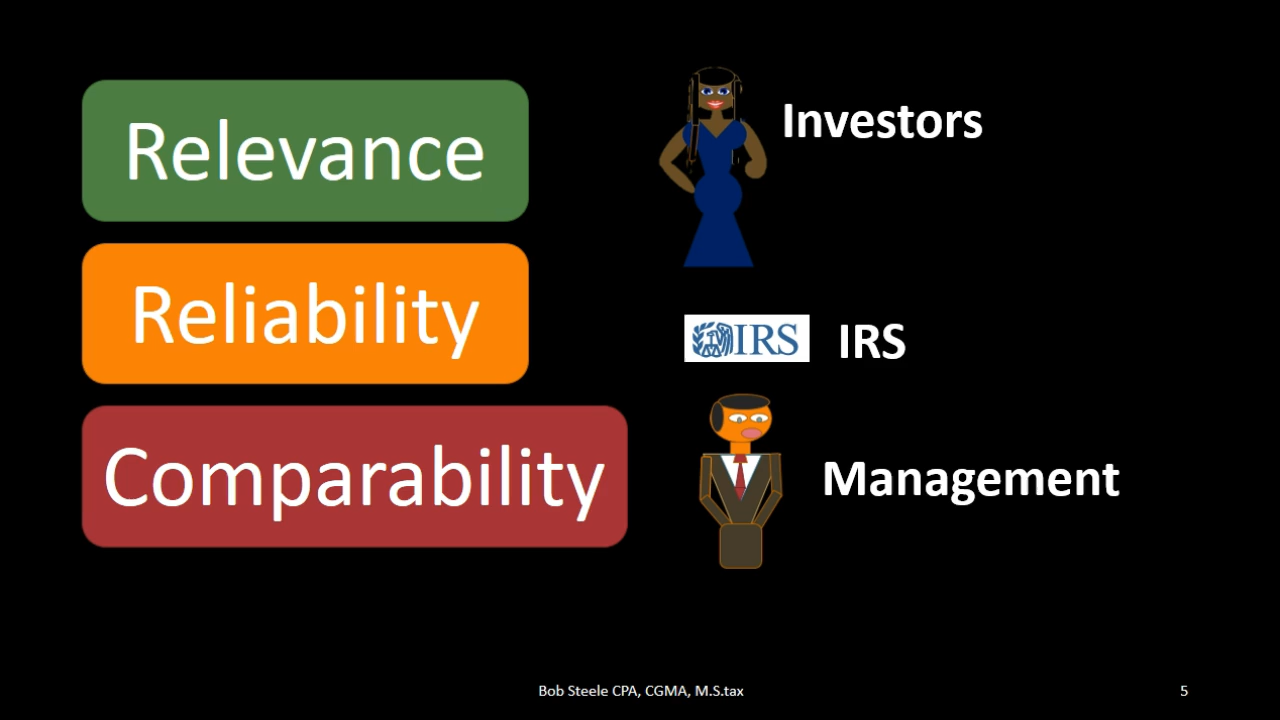 Relevance
Investors
Reliability
IRS
IRS
Comparability
Management
Bob Steele CPA, CGMA, M.S.tax
5